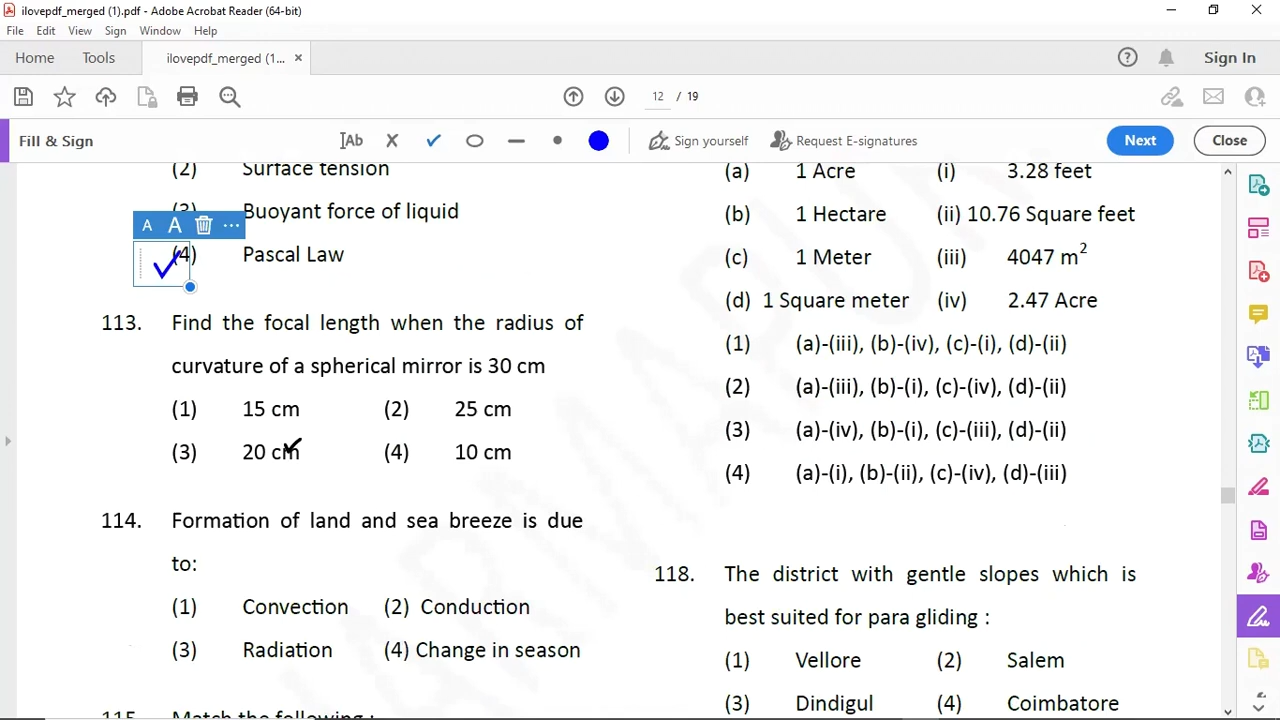 ilovepdf_merged (1).pdf - Adobe Acrobat Reader (64-bit)
File Edit View Sign Window Help
Home Tools ilovepdf_merged (1... × Sign In
12 / 19
Fill & Sign Ab Sign yourself Request E-signatures Next Close
A A ...
(2) Surface tension
(3) Buoyant force of liquid
(4) Pascal Law
113. Find the focal length when the radius of
curvature of a spherical mirror is 30 cm
(1) 15 cm (2) 25 cm
(3) 20 cm (4) 10 cm
114. Formation of land and sea breeze is due
to:
(1) Convection (2) Conduction
(3) Radiation (4) Change in season
115. Match the following :
(a) 1 Acre (i) 3.28 feet
(b) 1 Hectare (ii) 10.76 Square feet
(c) 1 Meter (iii) 4047 m²
(d) 1 Square meter (iv) 2.47 Acre
(1) (a)-(iii), (b)-(iv), (c)-(i), (d)-(ii)
(2) (a)-(iii), (b)-(i), (c)-(iv), (d)-(ii)
(3) (a)-(iv), (b)-(i), (c)-(iii), (d)-(ii)
(4) (a)-(i), (b)-(ii), (c)-(iv), (d)-(iii)
118. The district with gentle slopes which is
best suited for para gliding :
(1) Vellore (2) Salem
(3) Dindigul (4) Coimbatore